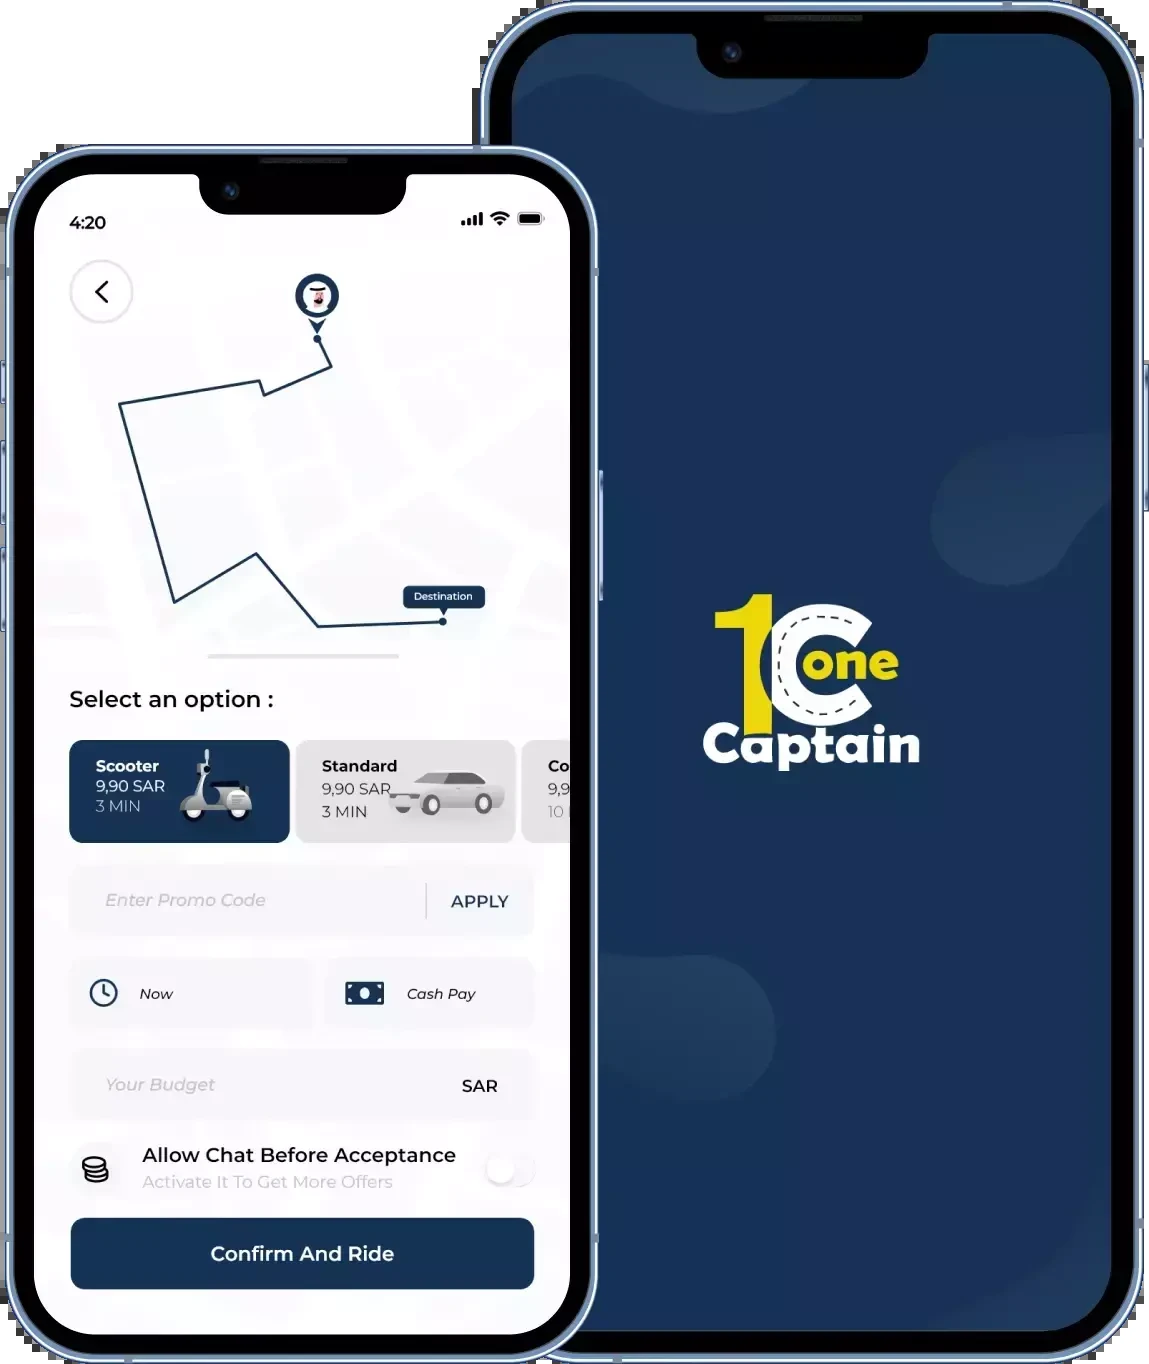 4:20
Destination
Select an option :
Scooter
9,90 SAR
3 MIN
Standard
9,90 SAR
3 MIN
Co
9,9
10
Enter Promo Code
APPLY
Now
Cash Pay
Your Budget
SAR
Allow Chat Before Acceptance
Activate It To Get More Offers
Confirm And Ride
1C one
Captain